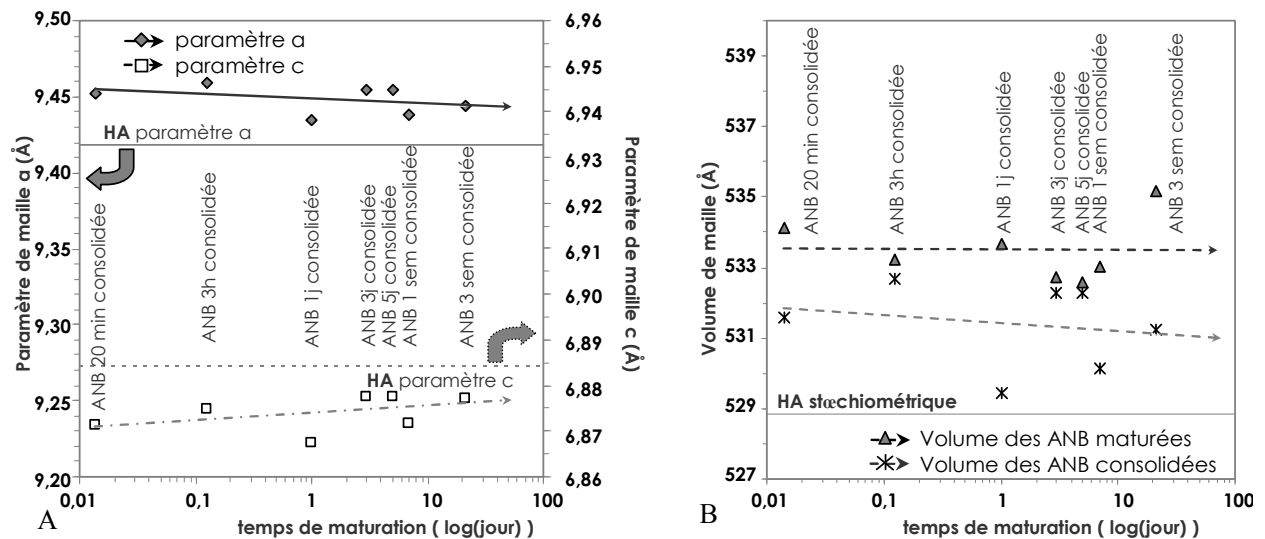 9,50
9,45
9,40
9,35
9,30
9,25
9,20
Paramètre de maille a (Å)
paramètre a
paramètre c
HA paramètre a
ANB 20 min consolidée
ANB 3h consolidée
ANB 1j consolidée
ANB 3j consolidée
ANB 5j consolidée
ANB 1 sem consolidée
ANB 3 sem consolidée
HA paramètre c
6,96
6,95
6,94
6,93
6,92
6,91
6,90
6,89
6,88
6,87
6,86
Paramètre de maille c (Å)
0,01
0,1
1
10
100
temps de maturation ( log(jour) )
A
539
537
535
533
531
529
527
Volume de maille (Å)
ANB 20 min consolidée
ANB 3h consolidée
ANB 1j consolidée
ANB 3j consolidée
ANB 5j consolidée
ANB 1 sem consolidée
ANB 3 sem consolidée
HA stœchiométrique
Volume des ANB maturées
Volume des ANB consolidées
0,01
0,1
1
10
100
temps de maturation ( log(jour) )
B